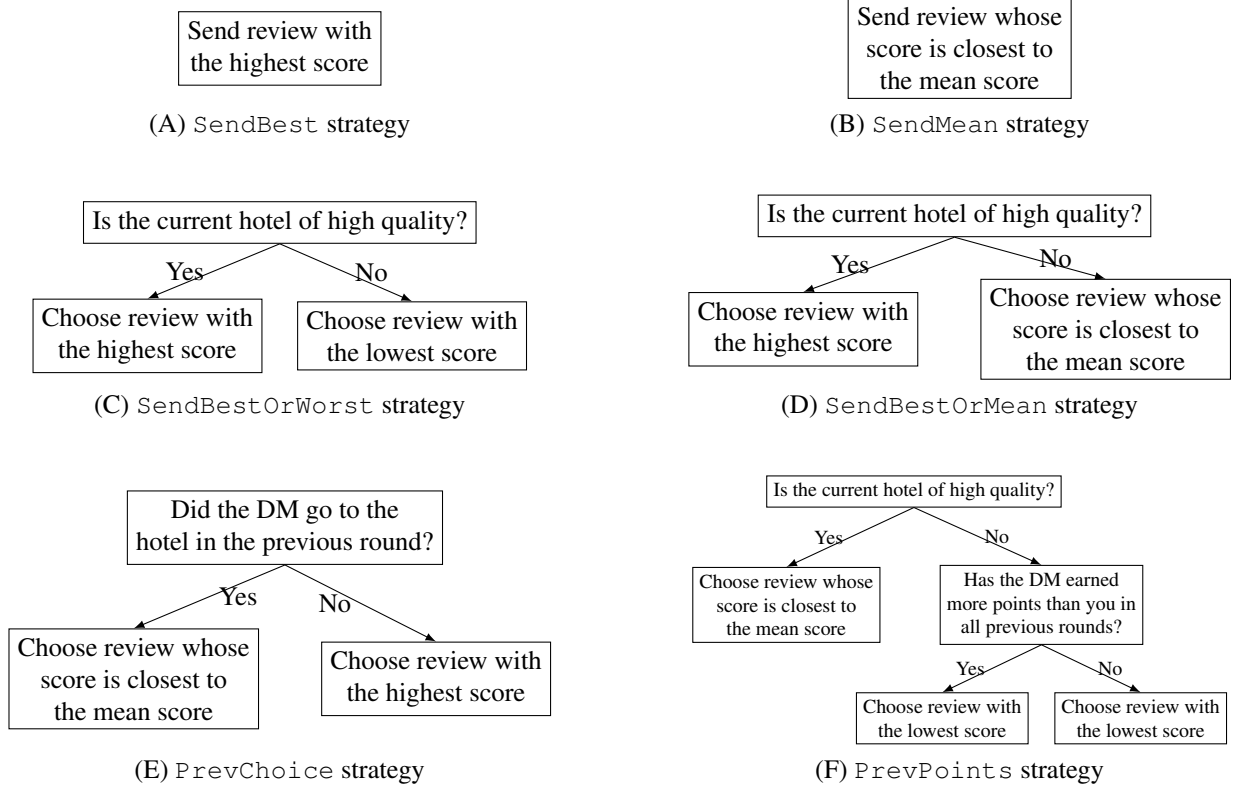 Send review with
the highest score
(A) SendBest strategy
Send review whose
score is closest to
the mean score
(B) SendMean strategy
Is the current hotel of high quality?
Yes
No
Choose review with
the highest score
Choose review with
the lowest score
(C) SendBestOrWorst strategy
Is the current hotel of high quality?
Yes
No
Choose review with
the highest score
Choose review whose
score is closest to
the mean score
(D) SendBestOrMean strategy
Did the DM go to the
hotel in the previous round?
Yes
No
Choose review whose
score is closest to
the mean score
Choose review with
the highest score
(E) PrevChoice strategy
Is the current hotel of high quality?
Yes
No
Choose review whose
score is closest to
the mean score
Has the DM earned
more points than you in
all previous rounds?
Yes
No
Choose review with
the lowest score
Choose review with
the lowest score
(F) PrevPoints strategy